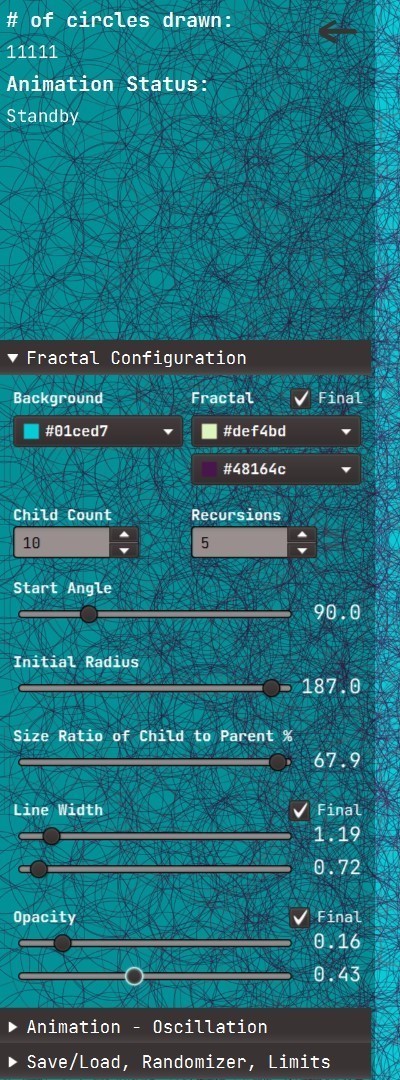 # of circles drawn:
11111
Animation Status:
Standby
Fractal Configuration
Background Fractal Final
#01ced7 #def4bd
#48164c
Child Count Recursions
10 5
Start Angle
90.0
Initial Radius
187.0
Size Ratio of Child to Parent %
67.9
Line Width Final
1.19
0.72
Opacity Final
0.16
0.43
Animation - Oscillation
Save/Load, Randomizer, Limits